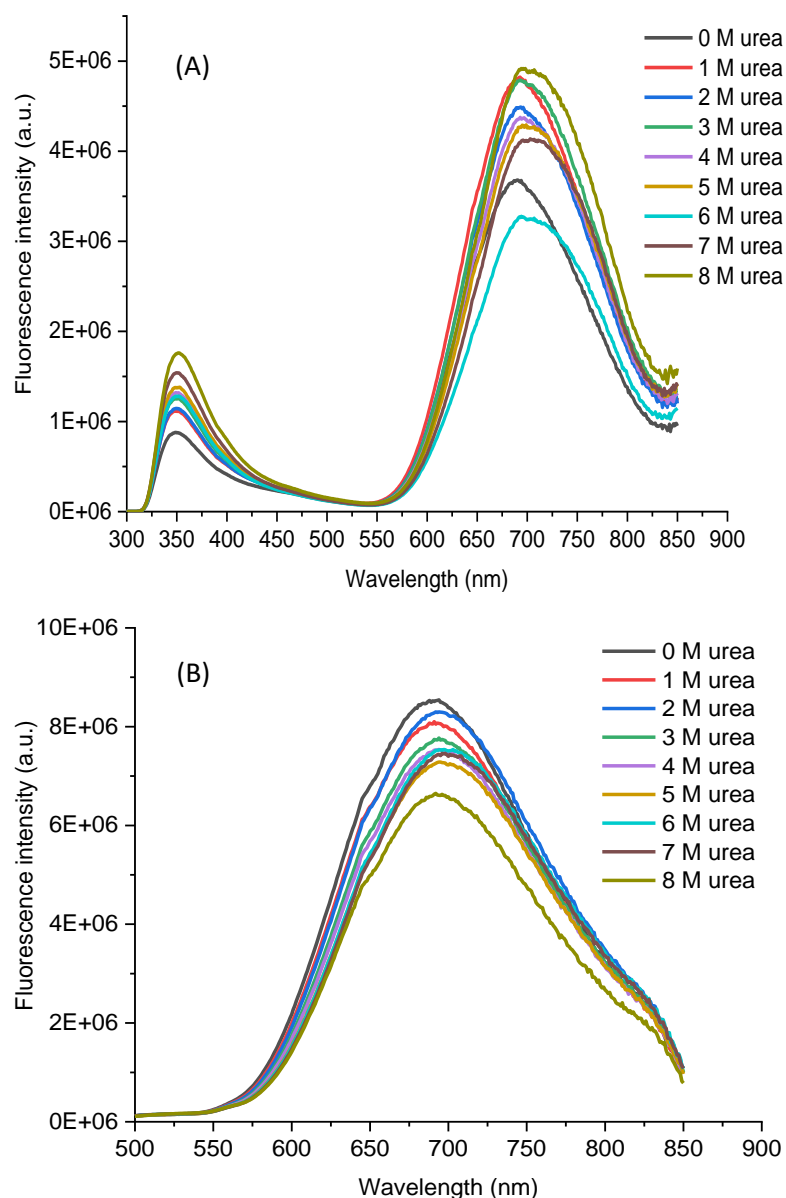 (A)
Fluorescence intensity (a.u.)
5E+06
4E+06
3E+06
2E+06
1E+06
0E+06
300 350 400 450 500 550 600 650 700 750 800 850 900
Wavelength (nm)
0 M urea
1 M urea
2 M urea
3 M urea
4 M urea
5 M urea
6 M urea
7 M urea
8 M urea
(B)
Fluorescence intensity (a.u.)
10E+06
8E+06
6E+06
4E+06
2E+06
0E+06
500 550 600 650 700 750 800 850 900
Wavelength (nm)
0 M urea
1 M urea
2 M urea
3 M urea
4 M urea
5 M urea
6 M urea
7 M urea
8 M urea